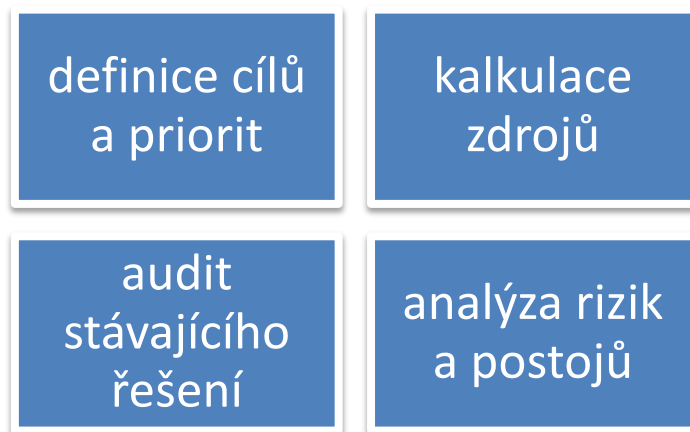 definice cílů
a priorit
kalkulace
zdrojů
audit
stávajícího
řešení
analýza rizik
a postojů